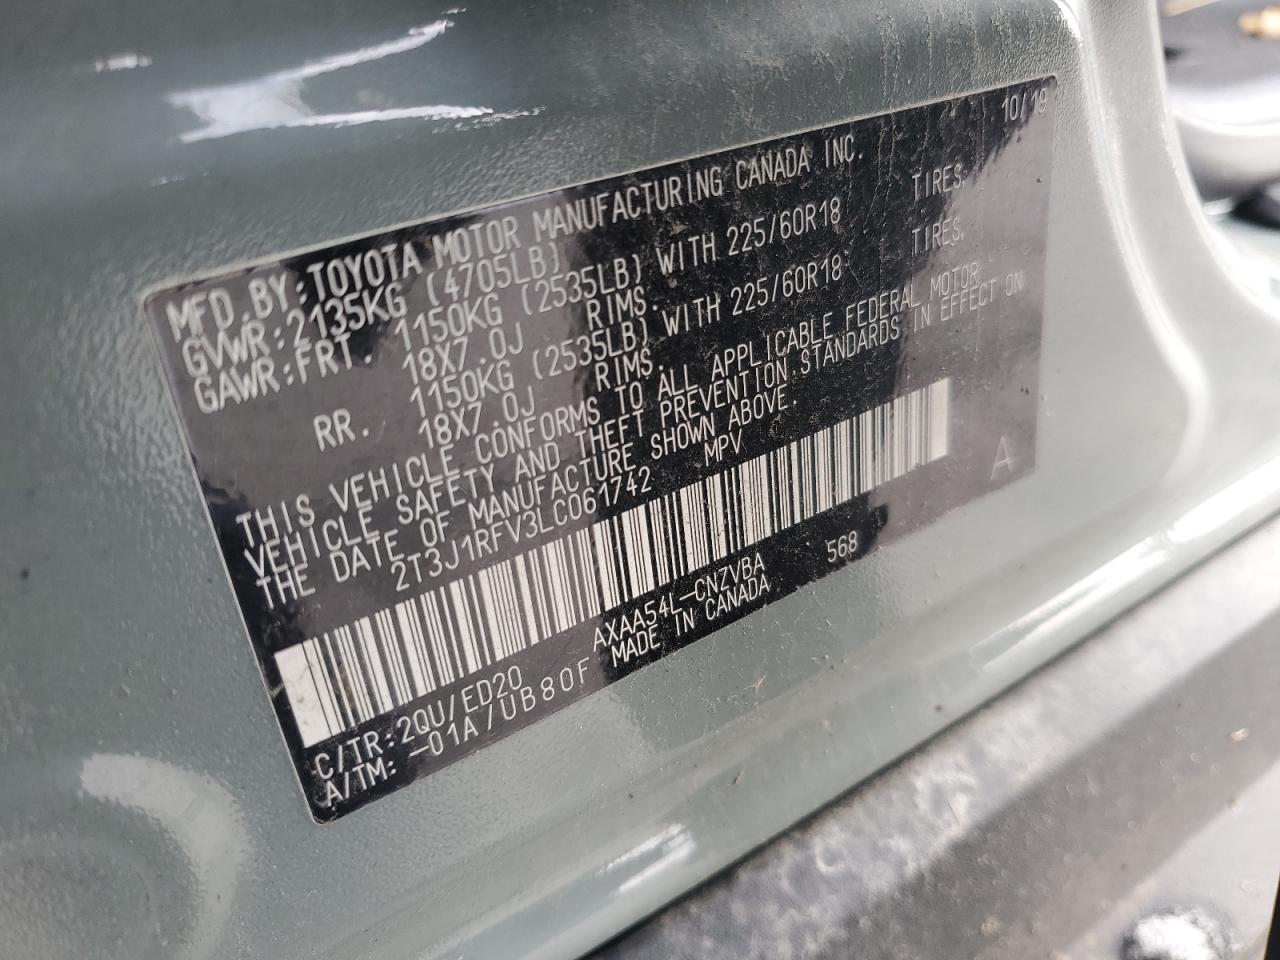 10/19
MFD.BY:TOYOTA MOTOR MANUFACTURING CANADA INC.
GVWR:2135KG (4705LB)
GAWR:FRT. 1150KG (2535LB) WITH 225/60R18 TIRES,
18X7.0J RIMS.
RR. 1150KG (2535LB) WITH 225/60R18 TIRES,
18X7.0J RIMS.
THIS VEHICLE CONFORMS TO ALL APPLICABLE FEDERAL MOTOR
VEHICLE SAFETY AND THEFT PREVENTION STANDARDS IN EFFECT ON
THE DATE OF MANUFACTURE SHOWN ABOVE.
2T3J1RFV3LC061742 MPV
A
C/TR:2QU/ED20 AXAA54L-CNZVBA 568
A/TM:-01A/UB80F MADE IN CANADA